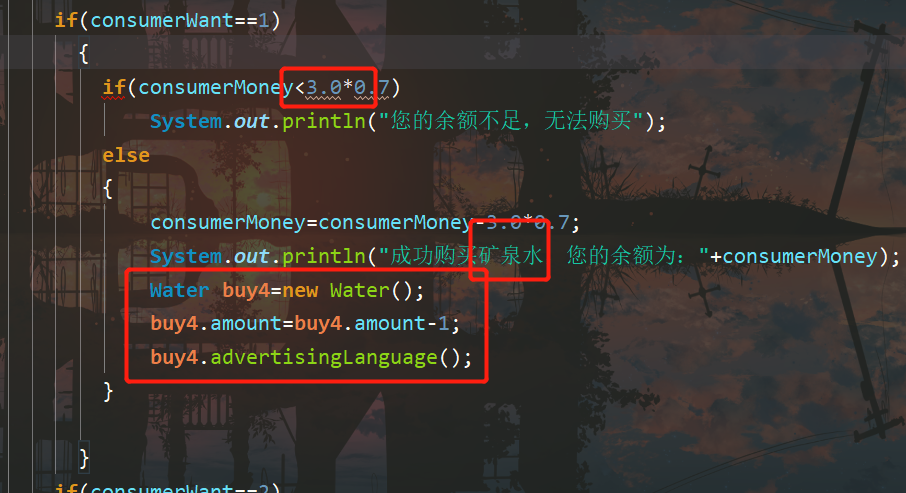 if(consumerWant==1)
{
if(consumerMoney<3.0*0.7)
System.out.println("您的余额不足，无法购买");
else
{
consumerMoney=consumerMoney-3.0*0.7;
System.out.println("成功购买矿泉水 您的余额为："+consumerMoney);
Water buy4=new Water();
buy4.amount=buy4.amount-1;
buy4.advertisingLanguage();
}
}
if(consumerWant==2)